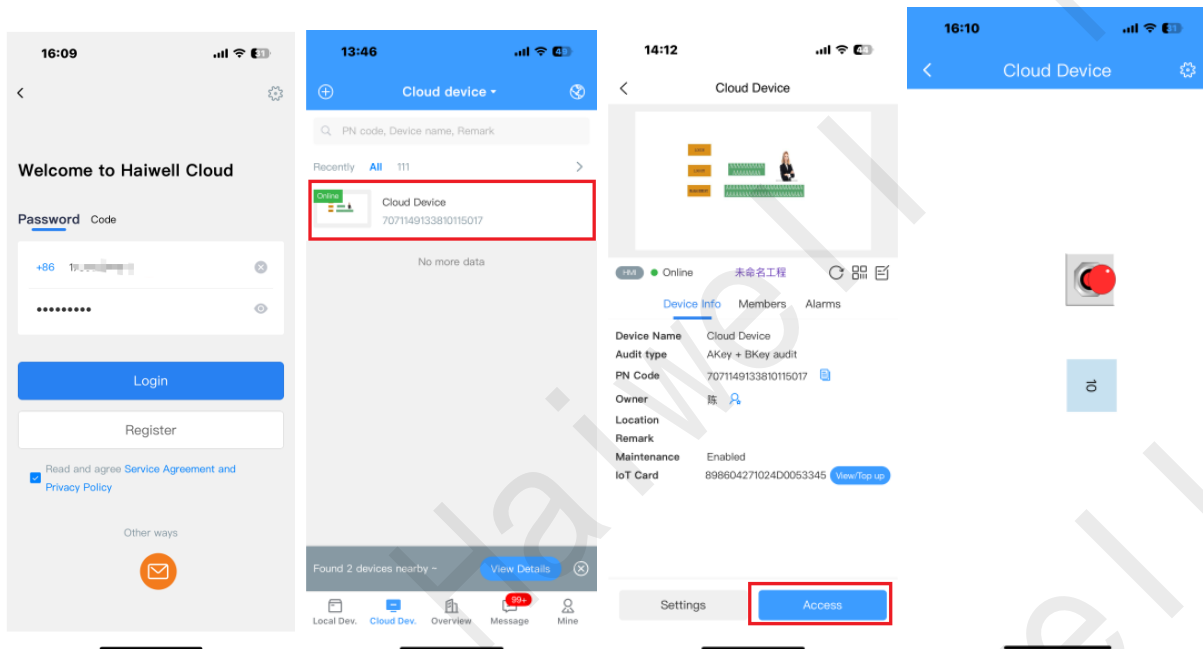 16:09
Welcome to Haiwell Cloud
Password Code
+86
Login
Register
Read and agree Service Agreement and
Privacy Policy
Other ways
13:46
Cloud device
PN code, Device name, Remark
Recently All 111
Online
Cloud Device
7071149133810115017
No more data
Found 2 devices nearby ~ View Details
99+
Local Dev. Cloud Dev. Overview Message Mine
14:12
Cloud Device
HMI Online 未命名工程
Device Info Members Alarms
Device Name Cloud Device
Audit type AKey + BKey audit
PN Code 7071149133810115017
Owner 陈
Location
Remark
Maintenance Enabled
IoT Card 898604271024D0053345 View/Top up
Settings Access
16:10
Cloud Device
10
Haiwell